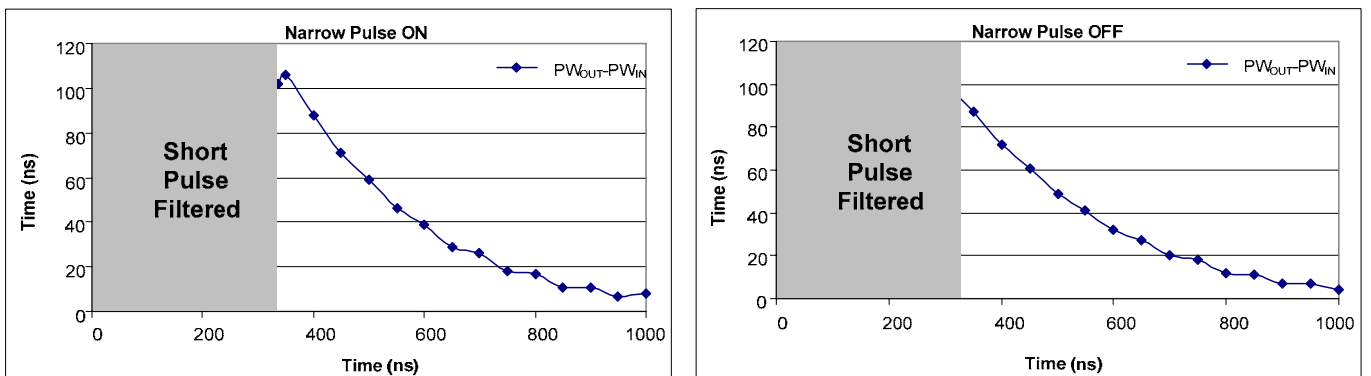 Narrow Pulse ON
120
100
80
60
40
20
0
Time (ns)
Short
Pulse
Filtered
PWOUT-PWIN
0 200 400 600 800 1000
Time (ns)
Narrow Pulse OFF
120
100
80
60
40
20
0
Time (ns)
Short
Pulse
Filtered
PWOUT-PWIN
0 200 400 600 800 1000
Time (ns)